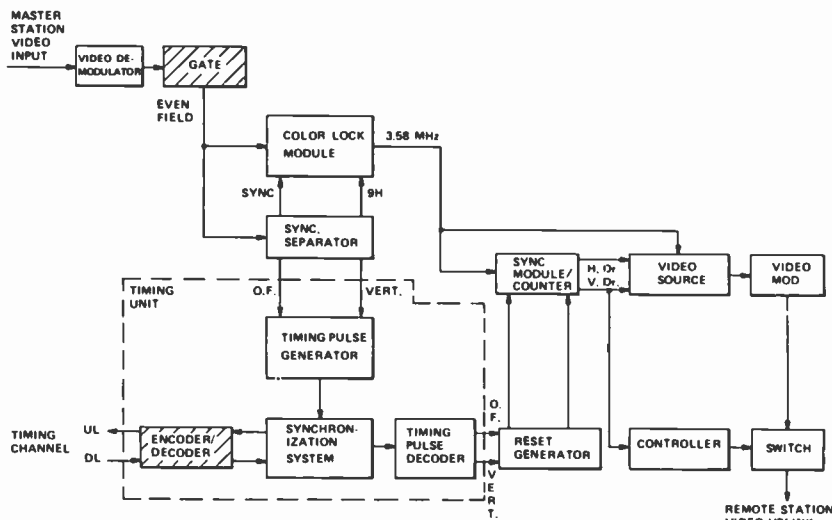 MASTER
STATION
VIDEO
INPUT
VIDEO DE-
MODULATOR
GATE
EVEN
FIELD
COLOR LOCK
MODULE
3.58 MHz
SYNC
9H
SYNC.
SEPARATOR
SYNC
MODULE/
COUNTER
H. Dr.
V. Dr.
VIDEO
SOURCE
VIDEO
MOD
TIMING
UNIT
O.F.
VERT.
TIMING PULSE
GENERATOR
TIMING
CHANNEL
UL
DL
ENCODER/
DECODER
SYNCHRON-
IZATION
SYSTEM
TIMING
PULSE
DECODER
O.
F.
V
E
R
T.
RESET
GENERATOR
CONTROLLER
SWITCH
REMOTE STATION